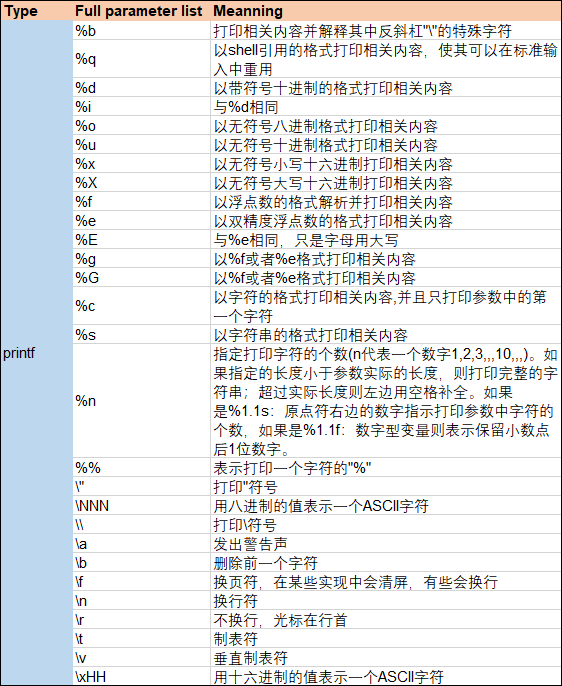 Type Full parameter list Meanning
%b 打印相关内容并解释其中反斜杠"\"的特殊字符
%q 以shell引用的格式打印相关内容，使其可以在标准输
入中重用
%d 以带符号十进制的格式打印相关内容
%i 与%d相同
%o 以无符号八进制格式打印相关内容
%u 以无符号十进制格式打印相关内容
%x 以无符号小写十六进制打印相关内容
%X 以无符号大写十六进制打印相关内容
%f 以浮点数的格式解析并打印相关内容
%e 以双精度浮点数的格式打印相关内容
%E 与%e相同，只是字母用大写
%g 以%f或者%e格式打印相关内容
%G 以%f或者%e格式打印相关内容
%c 以字符的格式打印相关内容,并且只打印参数中的第
一个字符
%s 以字符串的格式打印相关内容
printf
%n 指定打印字符的个数(n代表一个数字1,2,3,,,10,,,)。如
果指定的长度小于参数实际的长度，则打印完整的字
符串；超过实际长度则左边用空格补全。如果
是%1.1s：原点符右边的数字指示打印参数中字符的
个数，如果是%1.1f：数字型变量则表示保留小数点
后1位数字。
%% 表示打印一个字符的"%"
\" 打印"符号
\NNN 用八进制的值表示一个ASCII字符
\\ 打印\符号
\a 发出警告声
\b 删除前一个字符
\f 换页符，在某些实现中会清屏，有些会换行
\n 换行符
\r 不换行，光标在行首
\t 制表符
\v 垂直制表符
\xHH 用十六进制的值表示一个ASCII字符